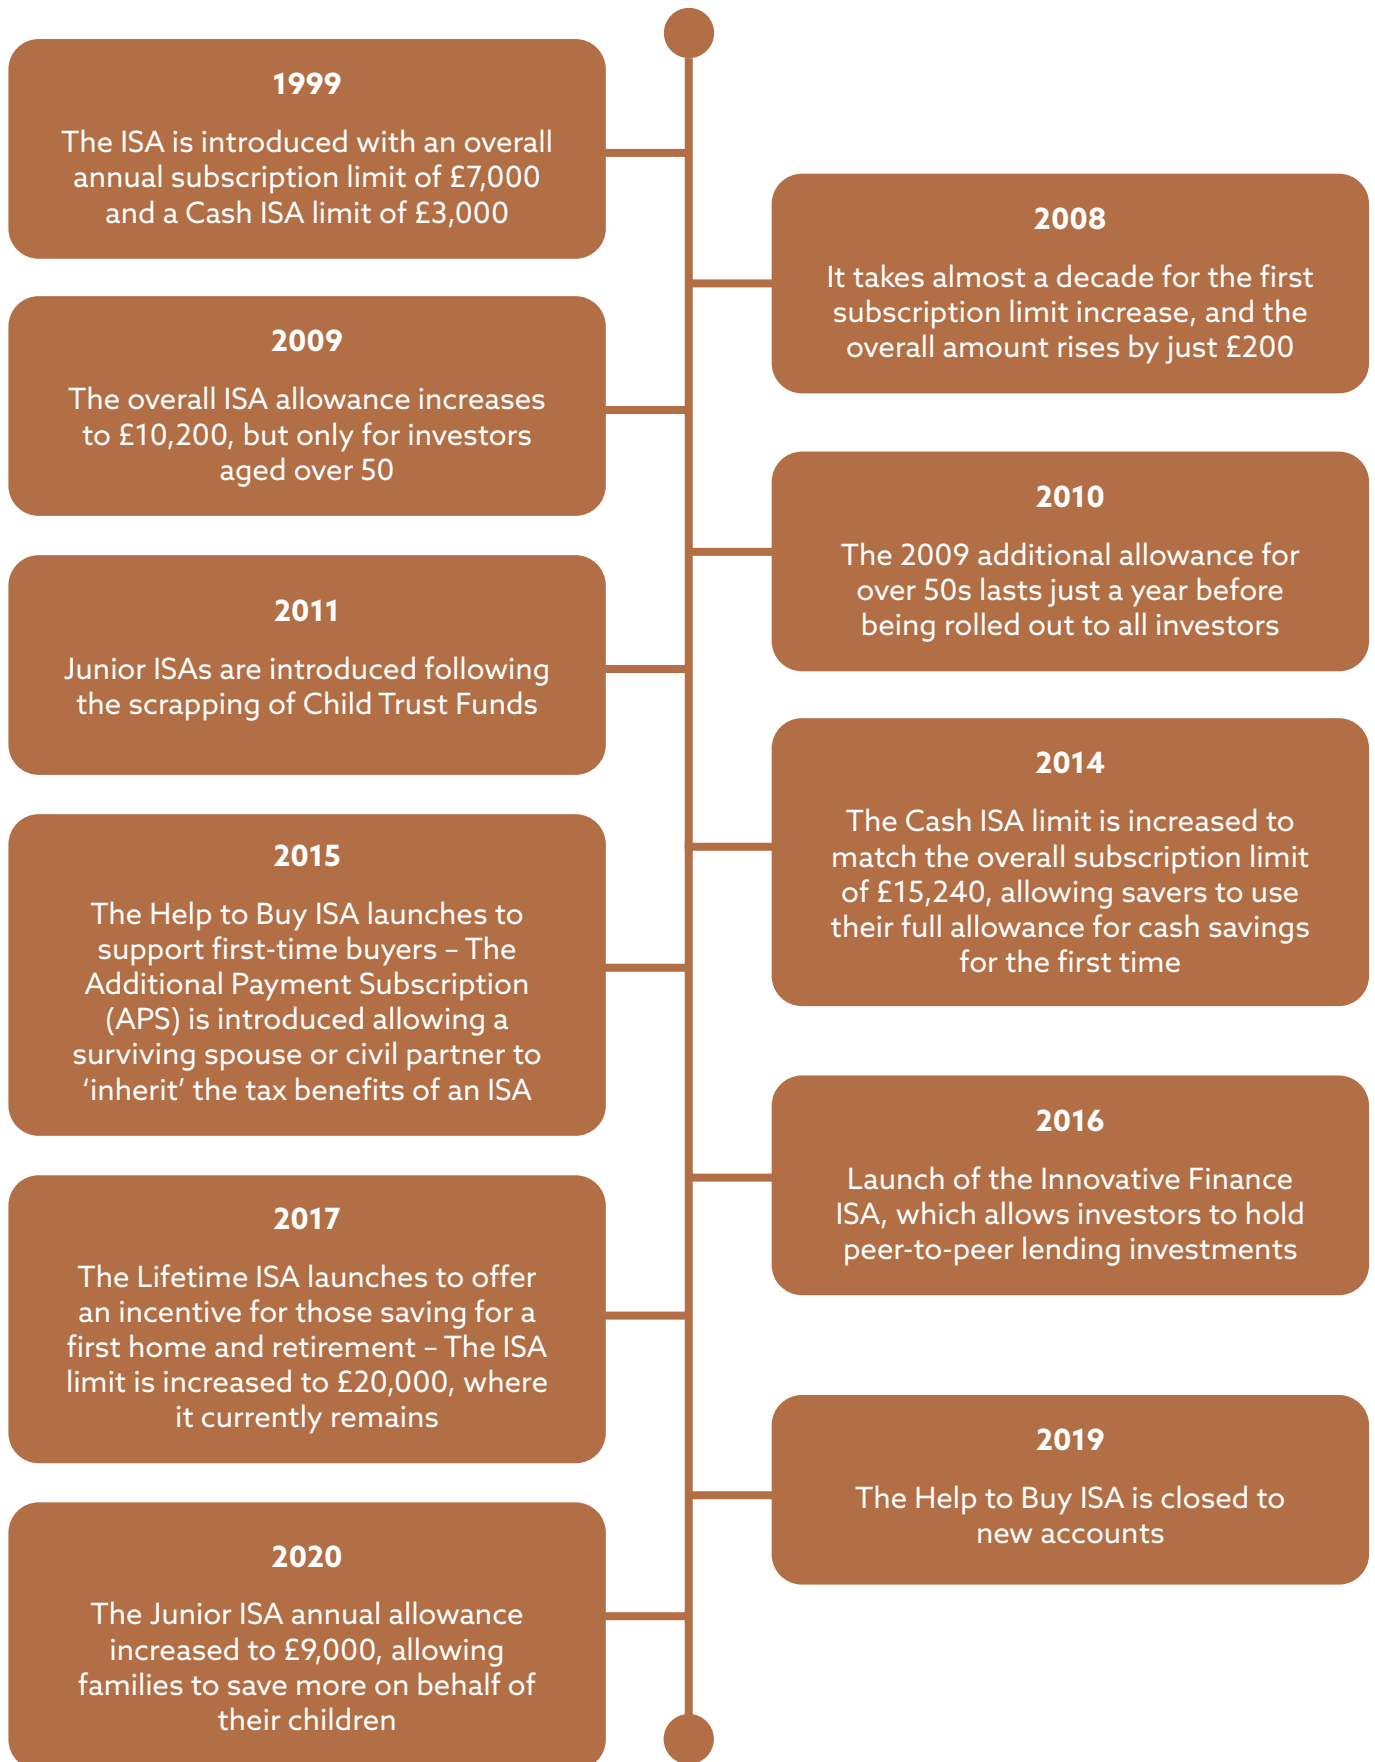 1999
The ISA is introduced with an overall
annual subscription limit of £7,000
and a Cash ISA limit of £3,000
2008
It takes almost a decade for the first
subscription limit increase, and the
overall amount rises by just £200
2009
The overall ISA allowance increases
to £10,200, but only for investors
aged over 50
2010
The 2009 additional allowance for
over 50s lasts just a year before
being rolled out to all investors
2011
Junior ISAs are introduced following
the scrapping of Child Trust Funds
2014
The Cash ISA limit is increased to
match the overall subscription limit
of £15,240, allowing savers to use
their full allowance for cash savings
for the first time
2015
The Help to Buy ISA launches to
support first-time buyers – The
Additional Payment Subscription
(APS) is introduced allowing a
surviving spouse or civil partner to
‘inherit’ the tax benefits of an ISA
2016
Launch of the Innovative Finance
ISA, which allows investors to hold
peer-to-peer lending investments
2017
The Lifetime ISA launches to offer
an incentive for those saving for a
first home and retirement – The ISA
limit is increased to £20,000, where
it currently remains
2019
The Help to Buy ISA is closed to
new accounts
2020
The Junior ISA annual allowance
increased to £9,000, allowing
families to save more on behalf of
their children